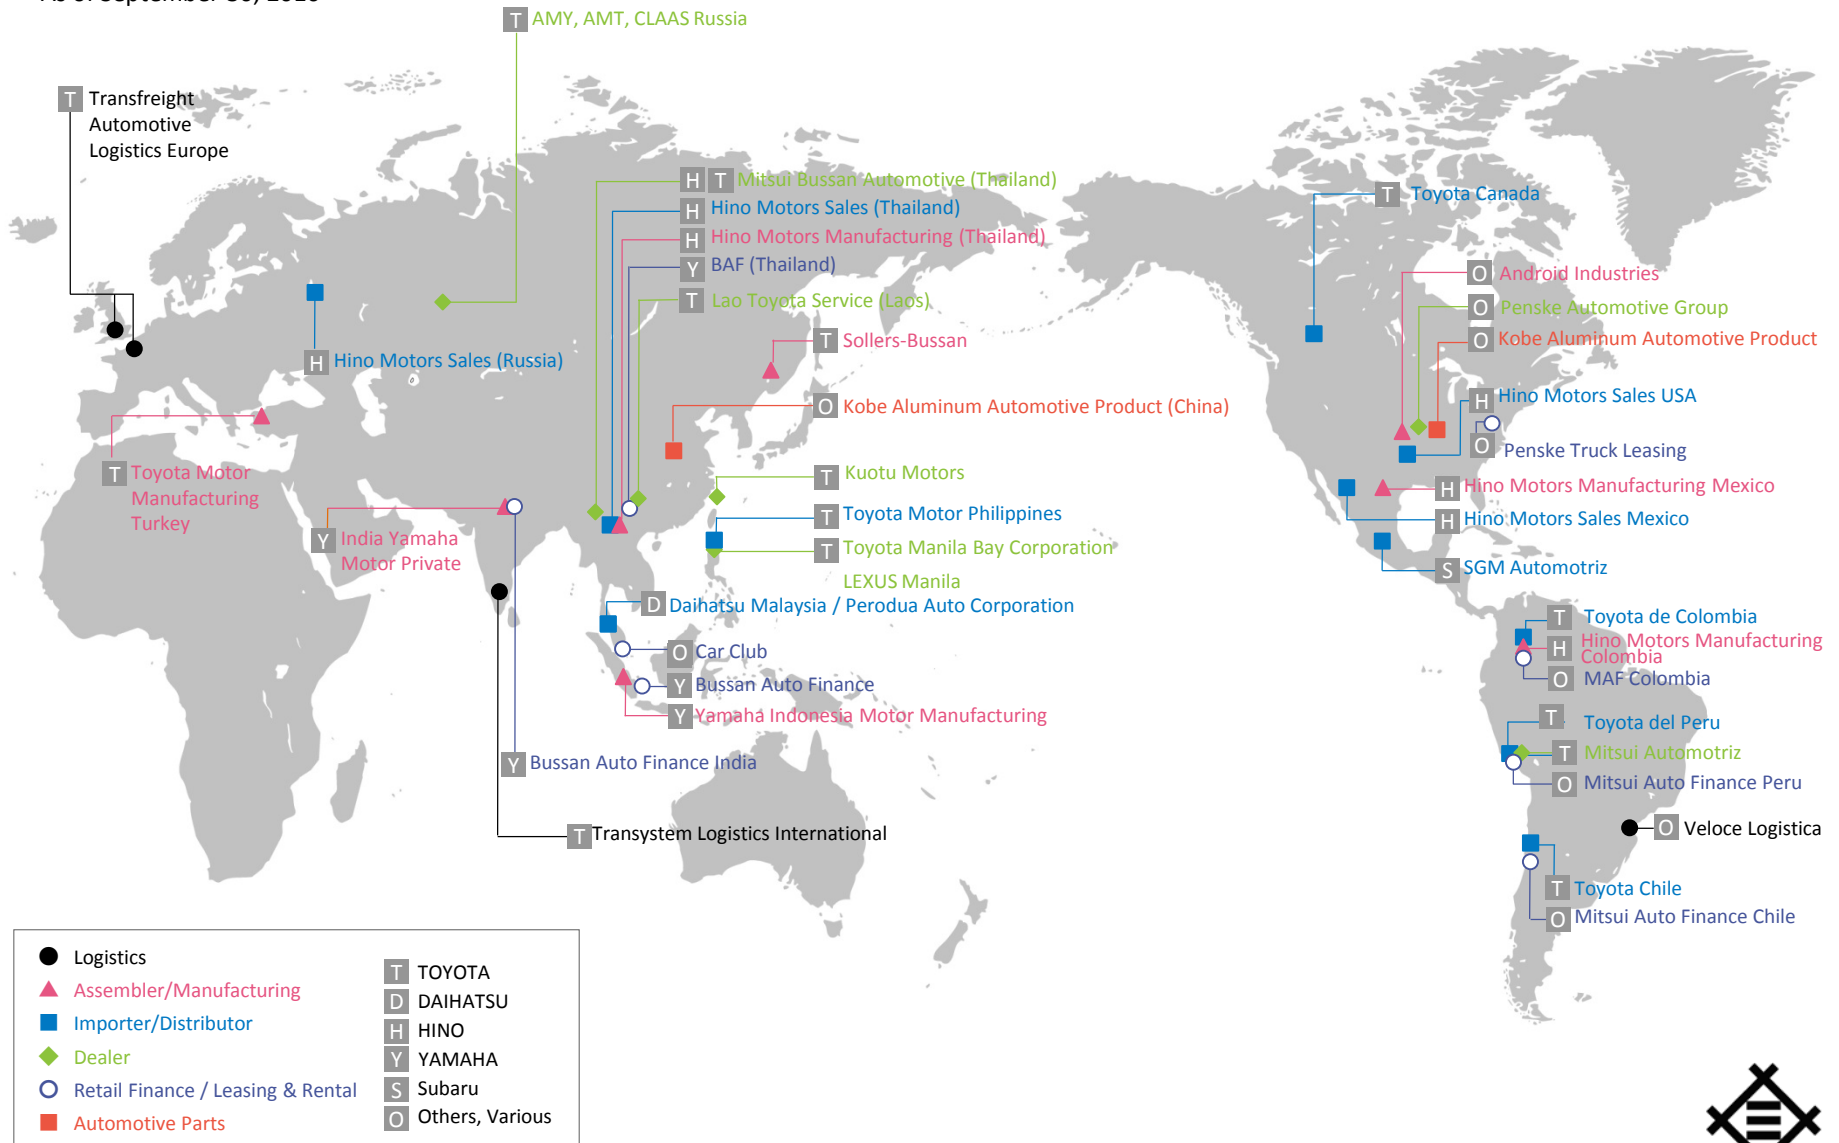 T AMY, AMT, CLAAS Russia
T Transfreight
Automotive
Logistics Europe
H T Mitsui Bussan Automotive (Thailand)
H Hino Motors Sales (Thailand)
H Hino Motors Manufacturing (Thailand)
Y BAF (Thailand)
T Lao Toyota Service (Laos)
T Sollers-Bussan
H Hino Motors Sales (Russia)
O Kobe Aluminum Automotive Product (China)
T Toyota Motor
Manufacturing
Turkey
Y India Yamaha
Motor Private
T Kuotu Motors
T Toyota Motor Philippines
T Toyota Manila Bay Corporation
LEXUS Manila
D Daihatsu Malaysia / Perodua Auto Corporation
O Car Club
Y Bussan Auto Finance
Y Yamaha Indonesia Motor Manufacturing
Y Bussan Auto Finance India
T Transystem Logistics International
T Toyota Canada
O Android Industries
O Penske Automotive Group
O Kobe Aluminum Automotive Product
H Hino Motors Sales USA
O Penske Truck Leasing
H Hino Motors Manufacturing Mexico
H Hino Motors Sales Mexico
S SGM Automotriz
T Toyota de Colombia
H Hino Motors Manufacturing
Colombia
O MAF Colombia
T Toyota del Peru
T Mitsui Automotriz
O Mitsui Auto Finance Peru
O Veloce Logistica
T Toyota Chile
O Mitsui Auto Finance Chile
Logistics
Assembler/Manufacturing
Importer/Distributor
Dealer
Retail Finance / Leasing & Rental
Automotive Parts
T TOYOTA
D DAIHATSU
H HINO
Y YAMAHA
S Subaru
O Others, Various